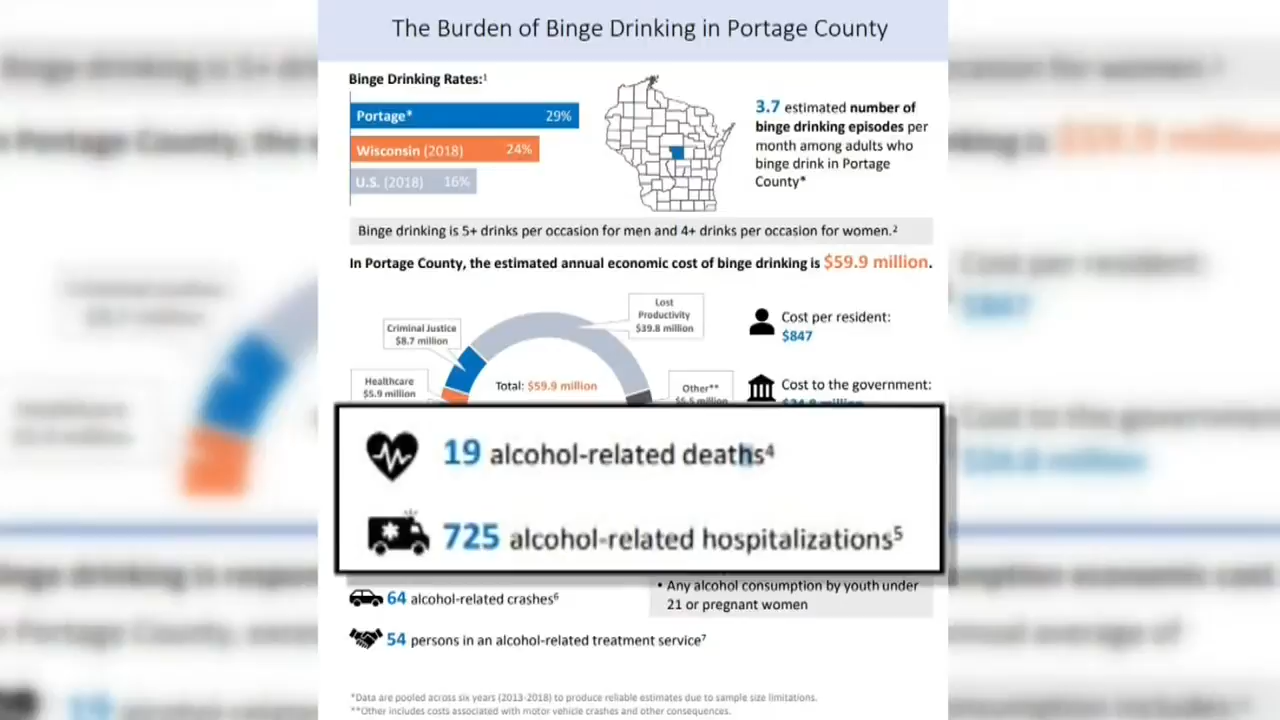 The Burden of Binge Drinking in Portage County
Binge Drinking Rates:¹
Portage* 29%
Wisconsin (2018) 24%
U.S. (2018) 16%
3.7 estimated number of
binge drinking episodes per
month among adults who
binge drink in Portage
County*
Binge drinking is 5+ drinks per occasion for men and 4+ drinks per occasion for women.²
In Portage County, the estimated annual economic cost of binge drinking is $59.9 million.
Lost
Productivity
$39.8 million
Criminal Justice
$8.7 million
Healthcare
$5.9 million
Total: $59.9 million
Other**
$5.5 million
Cost per resident:
$847
Cost to the government:
$24.8 million
19 alcohol-related deaths⁴
725 alcohol-related hospitalizations⁵
64 alcohol-related crashes⁶
54 persons in an alcohol-related treatment service⁷
• Any alcohol consumption by youth under
21 or pregnant women
*Data are pooled across six years (2013-2018) to produce reliable estimates due to sample size limitations.
**Other includes costs associated with motor vehicle crashes and other consequences.